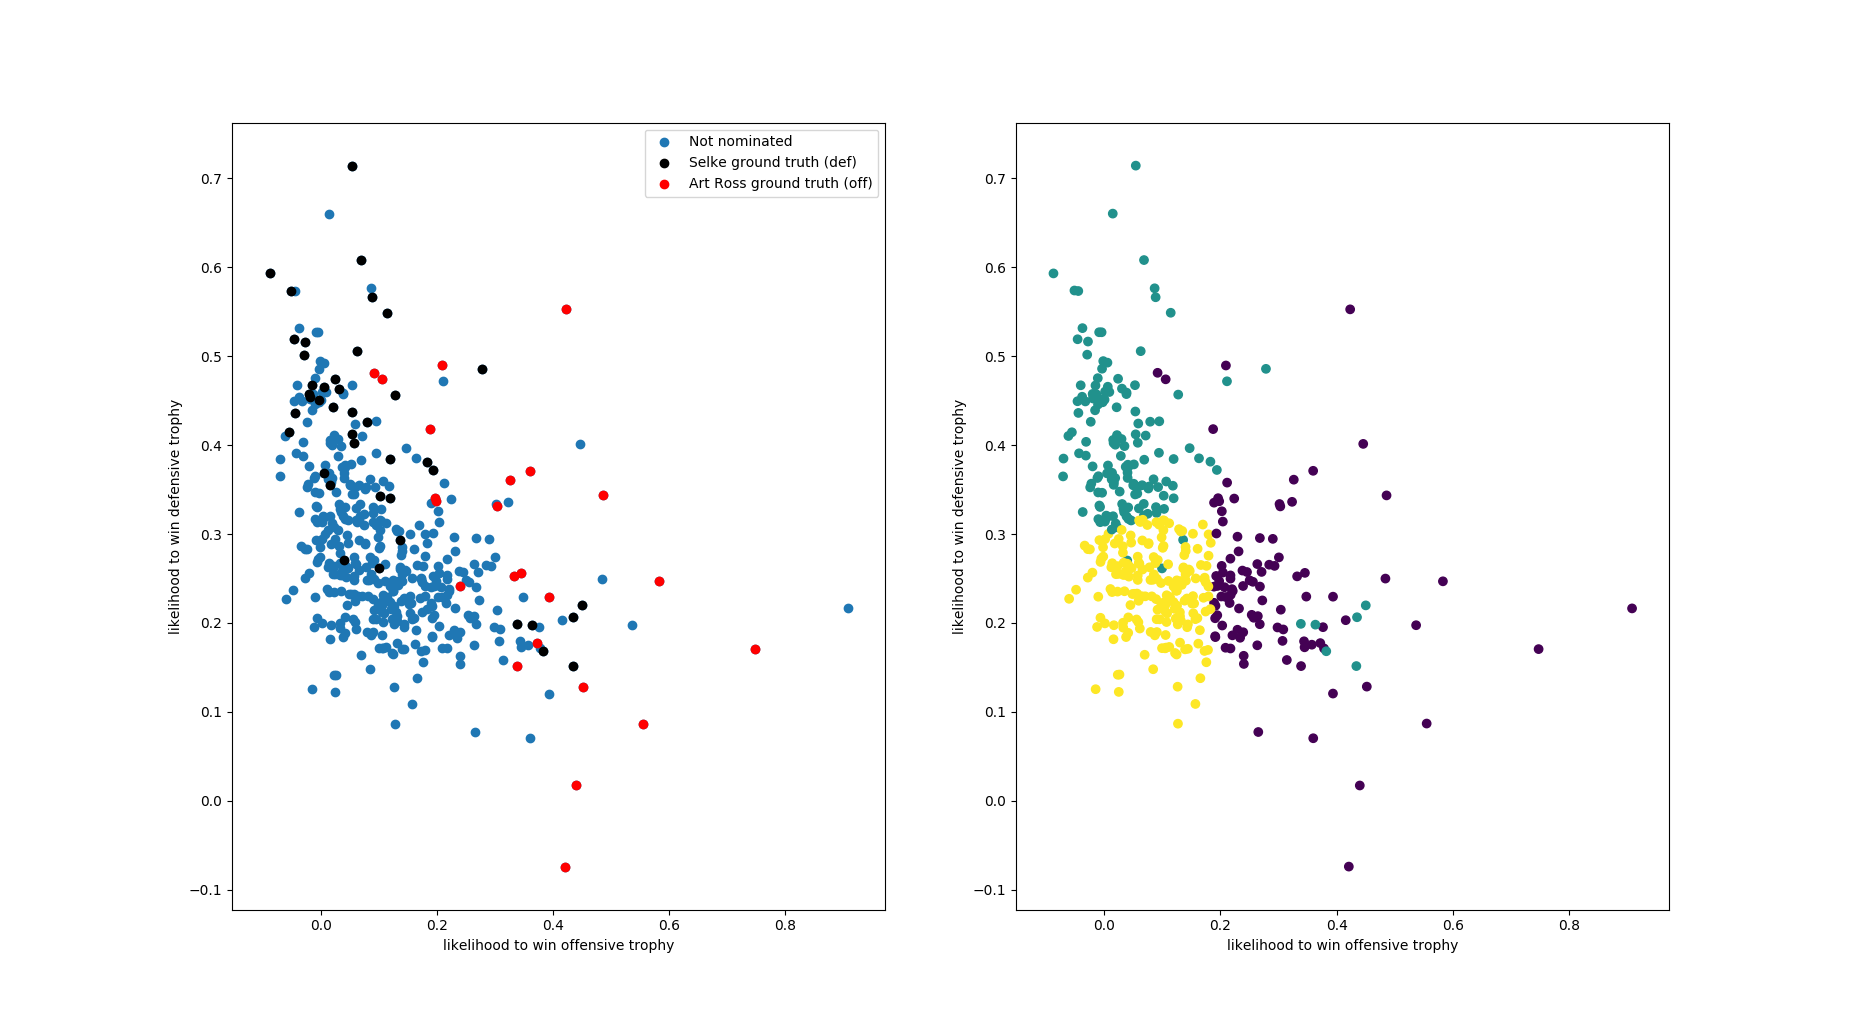 Not nominated
Selke ground truth (def)
Art Ross ground truth (off)
likelihood to win defensive trophy
0.7
0.6
0.5
0.4
0.3
0.2
0.1
0.0
−0.1
0.0 0.2 0.4 0.6 0.8
likelihood to win offensive trophy
likelihood to win defensive trophy
0.7
0.6
0.5
0.4
0.3
0.2
0.1
0.0
−0.1
0.0 0.2 0.4 0.6 0.8
likelihood to win offensive trophy